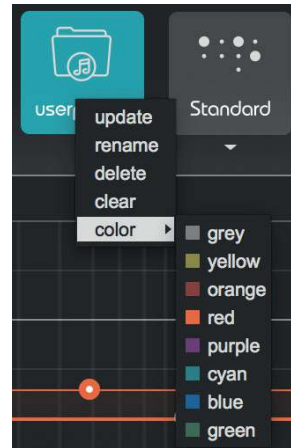 Standard
update
rename
delete
clear
color
grey
yellow
orange
red
purple
cyan
blue
green